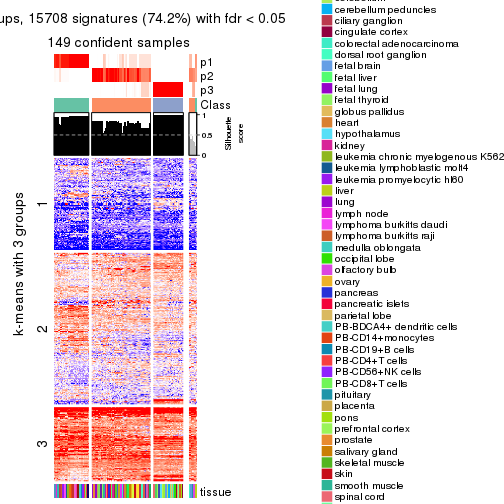 ups, 15708 signatures (74.2%) with fdr < 0.05
149 confident samples
p1
p2
p3
Class
1
0.5
0
Silhouette
score
k-means with 3 groups
1
2
3
tissue
cerebellum peduncles
ciliary ganglion
cingulate cortex
colorectal adenocarcinoma
dorsal root ganglion
fetal brain
fetal liver
fetal lung
fetal thyroid
globus pallidus
heart
hypothalamus
kidney
leukemia chronic myelogenous K562
leukemia lymphoblastic molt4
leukemia promyelocytic hl60
liver
lung
lymph node
lymphoma burkitts daudi
lymphoma burkitts raji
medulla oblongata
occipital lobe
olfactory bulb
ovary
pancreas
pancreatic islets
parietal lobe
PB-BDCA4+ dendritic cells
PB-CD14+monocytes
PB-CD19+B cells
PB-CD4+T cells
PB-CD56+NK cells
PB-CD8+T cells
pituitary
placenta
pons
prefrontal cortex
prostate
salivary gland
skeletal muscle
skin
smooth muscle
spinal cord